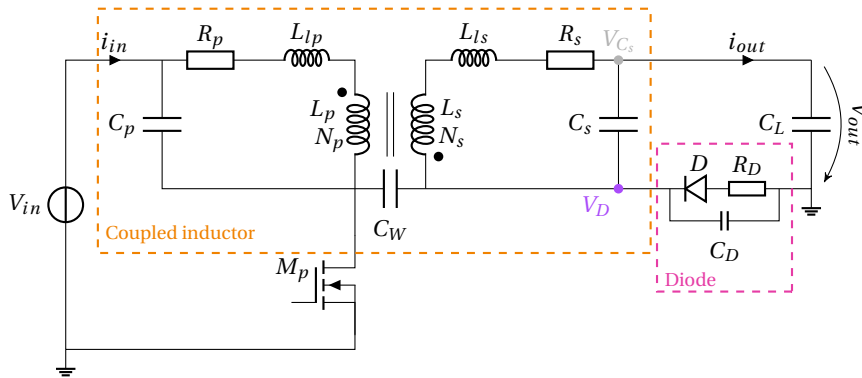 i_in
R_p
L_lp
L_ls
R_s
V_Cs
i_out
C_p
L_p
N_p
L_s
N_s
C_s
C_L
V_out
V_in
C_W
V_D
D
R_D
C_D
Coupled inductor
M_p
Diode